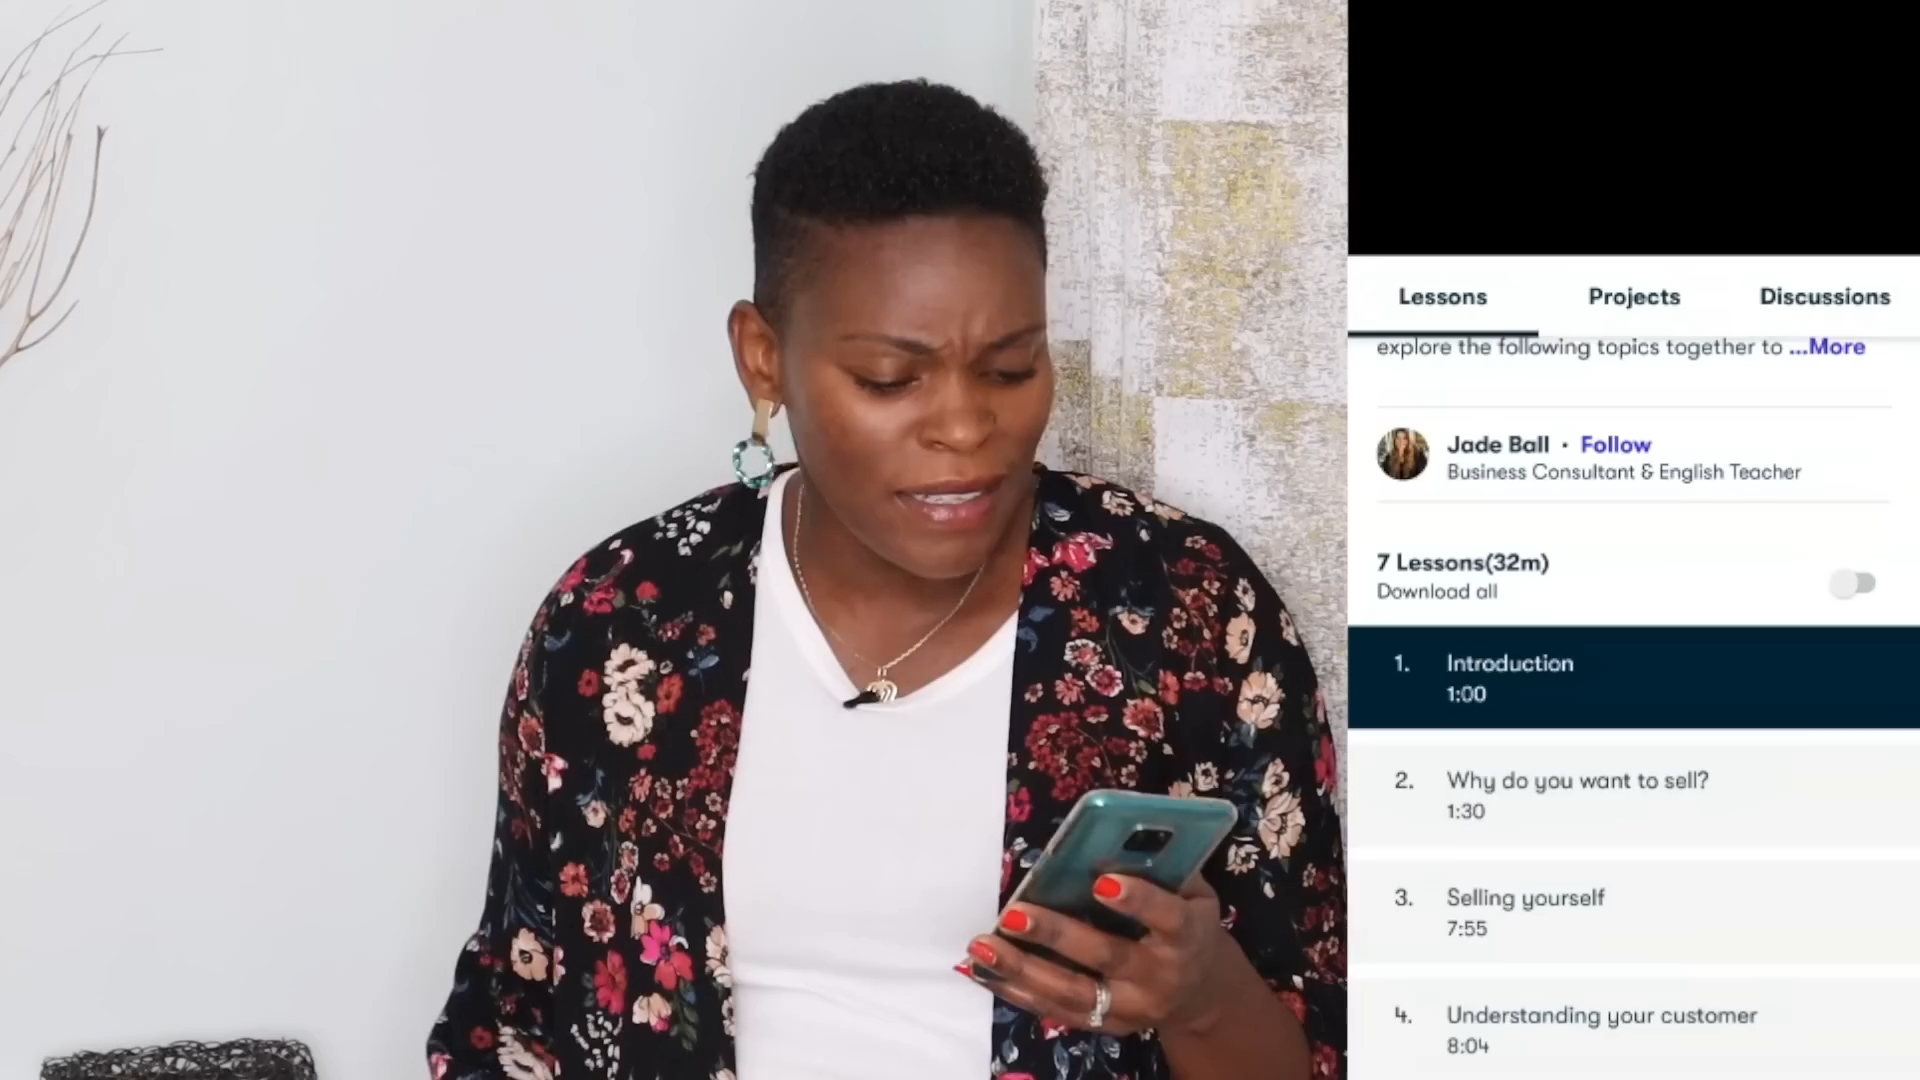 Lessons Projects Discussions
explore the following topics together to ...More
Jade Ball · Follow
Business Consultant & English Teacher
7 Lessons(32m)
Download all
1. Introduction
1:00
2. Why do you want to sell?
1:30
3. Selling yourself
7:55
4. Understanding your customer
8:04